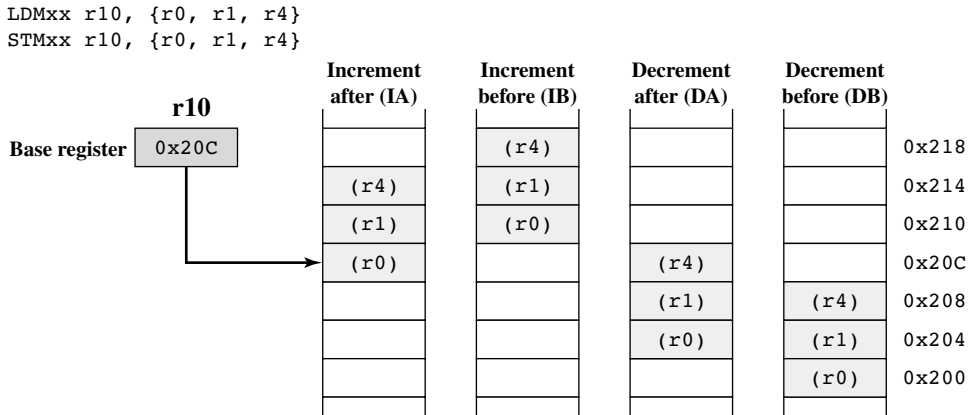 LDMxx r10, {r0, r1, r4}
STMxx r10, {r0, r1, r4}
Increment after (IA)
Increment before (IB)
Decrement after (DA)
Decrement before (DB)
r10
Base register 0x20C
(r4) 0x218
(r4) (r1) 0x214
(r1) (r0) 0x210
(r0) (r4) 0x20C
(r1) (r4) 0x208
(r0) (r1) 0x204
(r0) 0x200